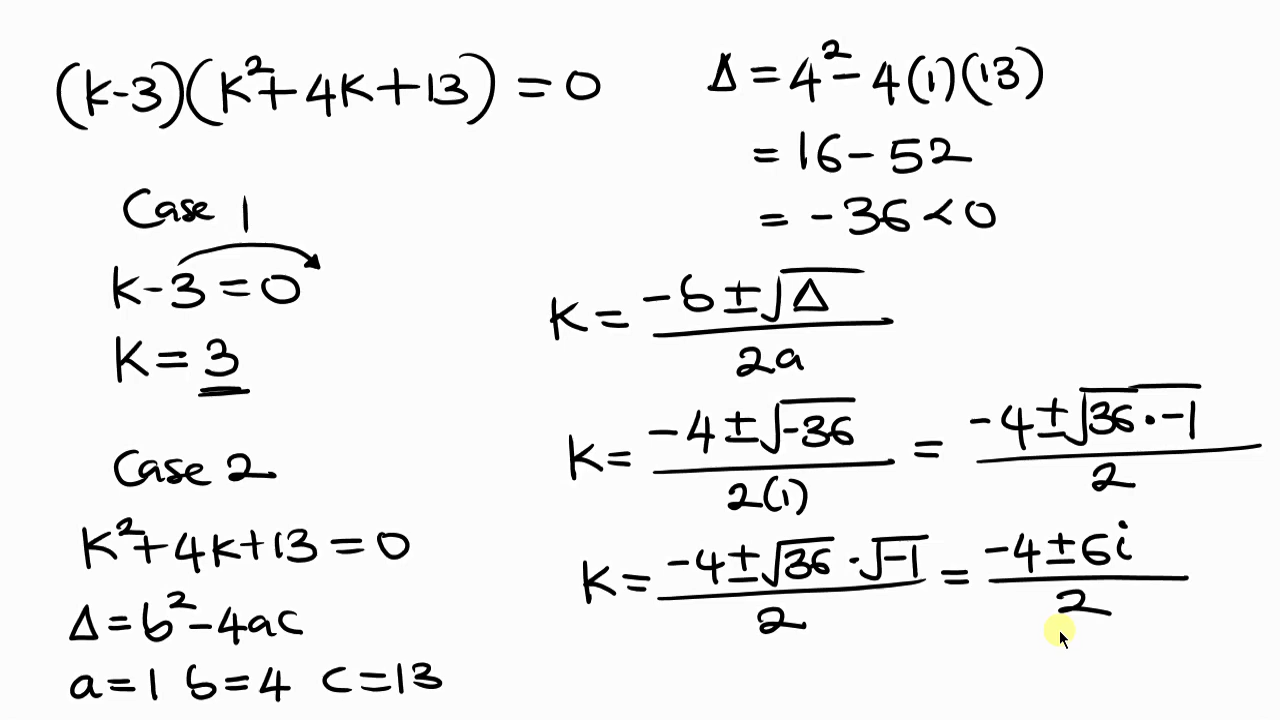 (k-3)(k²+4k+13) = 0
Case 1
k-3=0
k = 3
Case 2
k²+4k+13=0
Δ=b²-4ac
a=1 b=4 c=13
Δ = 4²-4(1)(13)
= 16-52
= -36<0
k = (-b±√Δ)/2a
k = (-4±√-36)/2(1) = (-4±√36·-1)/2
k = (-4±√36·√-1)/2 = (-4±6i)/2